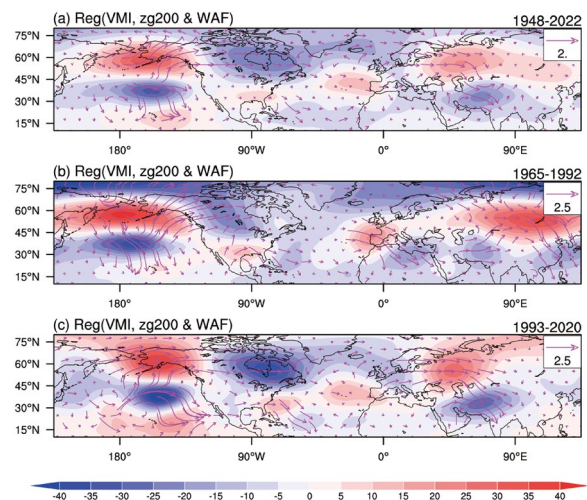 (a) Reg(VMI, zg200 & WAF) 1948-2022
75°N
60°N
45°N
30°N
15°N
2.
180° 90°W 0° 90°E
(b) Reg(VMI, zg200 & WAF) 1965-1992
75°N
60°N
45°N
30°N
15°N
2.5
180° 90°W 0° 90°E
(c) Reg(VMI, zg200 & WAF) 1993-2020
75°N
60°N
45°N
30°N
15°N
2.5
180° 90°W 0° 90°E
-40 -35 -30 -25 -20 -15 -10 -5 0 5 10 15 20 25 30 35 40